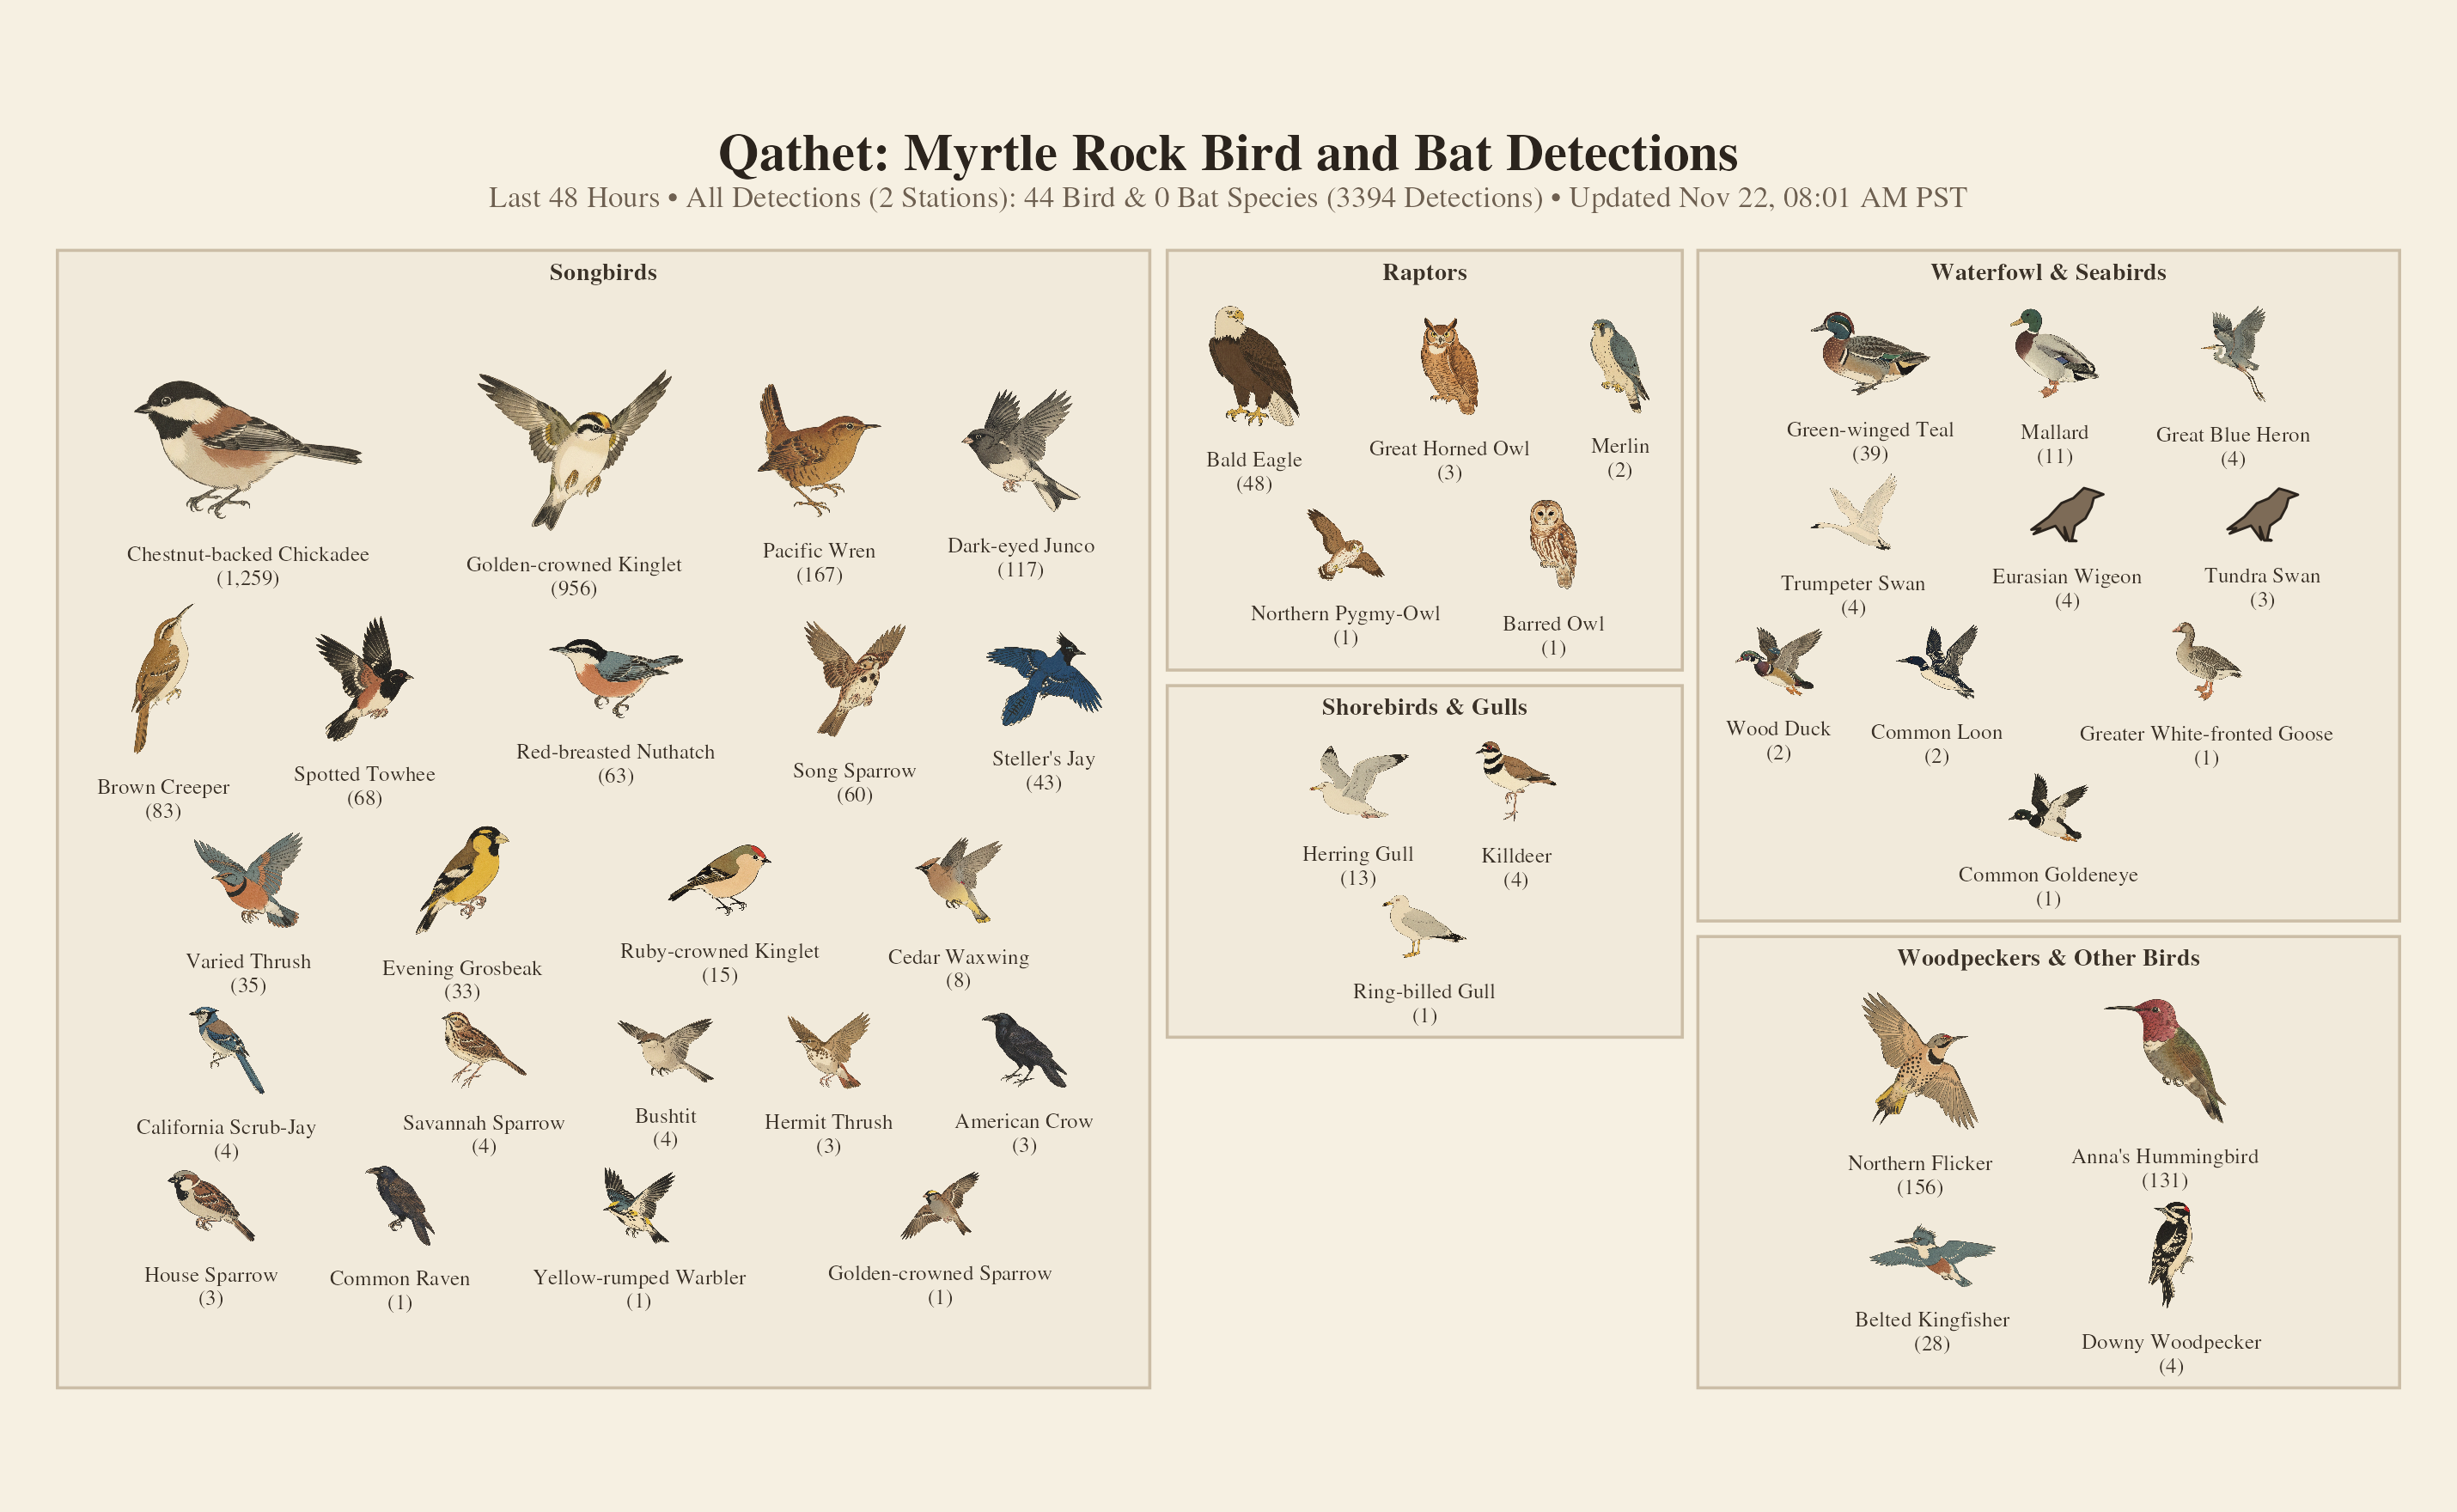 Qathet: Myrtle Rock Bird and Bat Detections
Last 48 Hours • All Detections (2 Stations): 44 Bird & 0 Bat Species (3394 Detections) • Updated Nov 22, 08:01 AM PST
Songbirds
Chestnut-backed Chickadee
(1,259)
Golden-crowned Kinglet
(956)
Pacific Wren
(167)
Dark-eyed Junco
(117)
Brown Creeper
(83)
Spotted Towhee
(68)
Red-breasted Nuthatch
(63)
Song Sparrow
(60)
Steller's Jay
(43)
Varied Thrush
(35)
Evening Grosbeak
(33)
Ruby-crowned Kinglet
(15)
Cedar Waxwing
(8)
California Scrub-Jay
(4)
Savannah Sparrow
(4)
Bushtit
(4)
Hermit Thrush
(3)
American Crow
(3)
House Sparrow
(3)
Common Raven
(1)
Yellow-rumped Warbler
(1)
Golden-crowned Sparrow
(1)
Raptors
Bald Eagle
(48)
Great Horned Owl
(3)
Merlin
(2)
Northern Pygmy-Owl
(1)
Barred Owl
(1)
Shorebirds & Gulls
Herring Gull
(13)
Killdeer
(4)
Ring-billed Gull
(1)
Waterfowl & Seabirds
Green-winged Teal
(39)
Mallard
(11)
Great Blue Heron
(4)
Trumpeter Swan
(4)
Eurasian Wigeon
(4)
Tundra Swan
(3)
Wood Duck
(2)
Common Loon
(2)
Greater White-fronted Goose
(1)
Common Goldeneye
(1)
Woodpeckers & Other Birds
Northern Flicker
(156)
Anna's Hummingbird
(131)
Belted Kingfisher
(28)
Downy Woodpecker
(4)